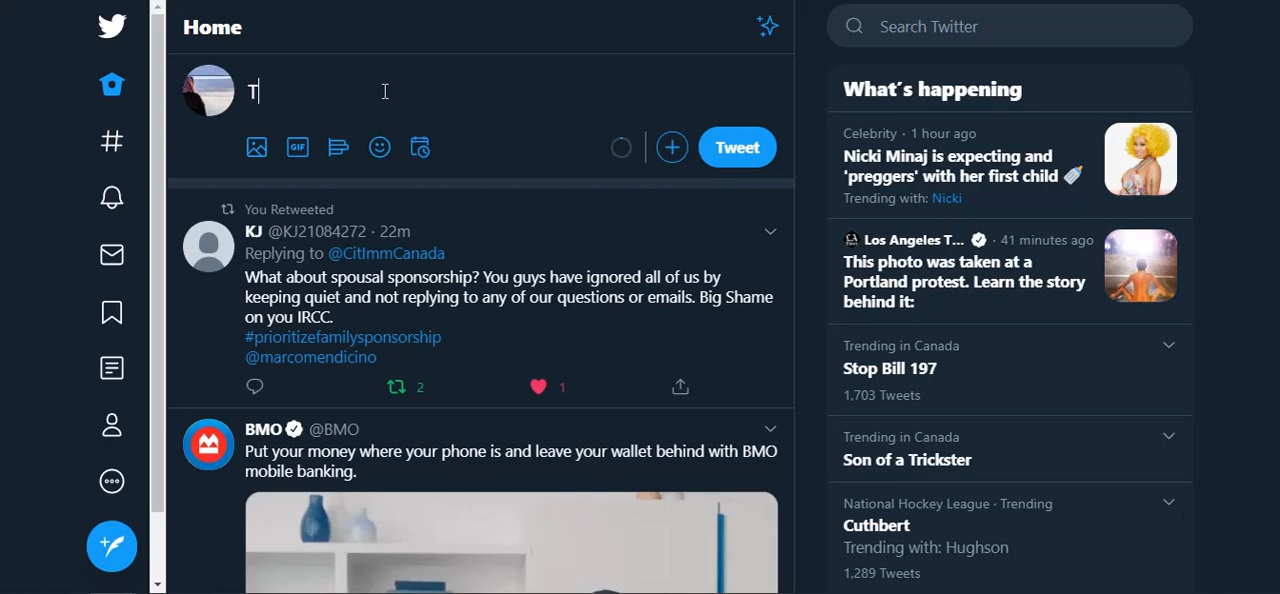 Home
T
GIF
Tweet
You Retweeted
KJ @KJ21084272 · 22m
Replying to @CitImmCanada
What about spousal sponsorship? You guys have ignored all of us by
keeping quiet and not replying to any of our questions or emails. Big Shame
on you IRCC.
#prioritizefamilysponsorship
@marcomendicino
2
1
BMO @BMO
Put your money where your phone is and leave your wallet behind with BMO
mobile banking.
Search Twitter
What's happening
Celebrity · 1 hour ago
Nicki Minaj is expecting and
'preggers' with her first child 🍼
Trending with: Nicki
Los Angeles T... · 41 minutes ago
This photo was taken at a
Portland protest. Learn the story
behind it:
Trending in Canada
Stop Bill 197
1,703 Tweets
Trending in Canada
Son of a Trickster
National Hockey League · Trending
Cuthbert
Trending with: Hughson
1,289 Tweets